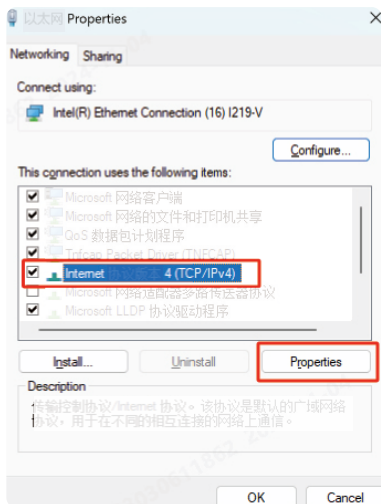 以太网 Properties
Networking Sharing
Connect using:
Intel(R) Ethernet Connection (16) I219-V
Configure...
This connection uses the following items:
Microsoft 网络客户端
Microsoft 网络的文件和打印机共享
QoS 数据包计划程序
Tnfcap Packet Driver (TNFCAP)
Internet 协议版本 4 (TCP/IPv4)
Microsoft 网络适配器多路传送器协议
Microsoft LLDP 协议驱动程序
Install... Uninstall Properties
Description
传输控制协议/Internet 协议。该协议是默认的广域网络
协议，用于在不同的相互连接的网络上通信。
OK Cancel